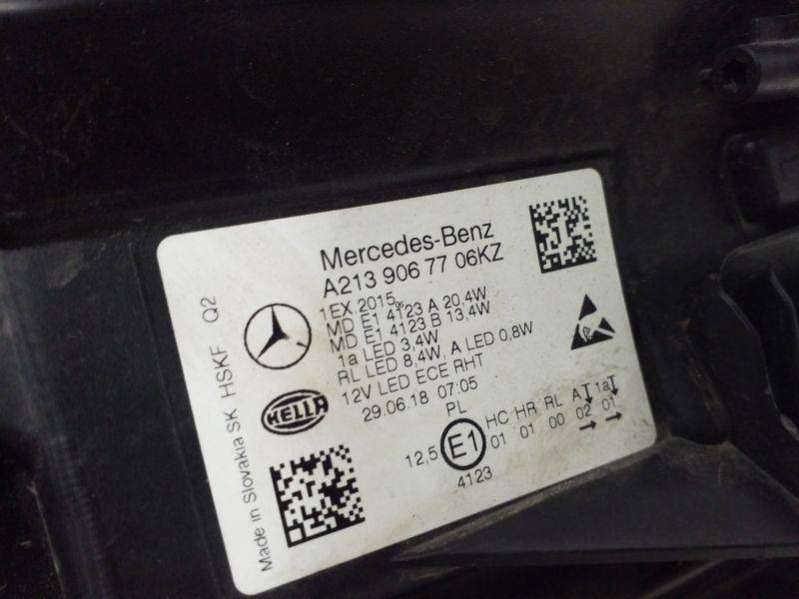 Mercedes-Benz
A213 906 77 06KZ
1EX 2015
MD E1 4123 A 20,4W
MD E1 4123 B 13,4W
1a LED 3,4W
RL LED 8,4W, A LED 0,8W
12V LED ECE RHT
29.06.18 07:05
HELLA
PL
HC HR RL A 1a
12,5 E1 01 01 00 02 01
4123
Made in Slovakia SK HSKF Q2